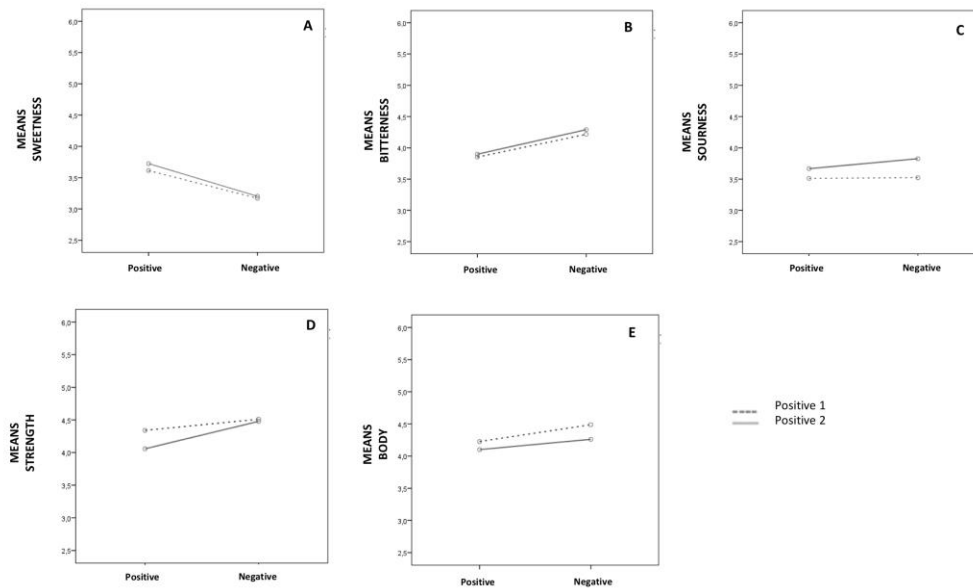 A
MEANS
SWEETNESS
6,0
5,5
5,0
4,5
4,0
3,5
3,0
2,5
Positive Negative
B
MEANS
BITTERNESS
6,0
5,5
5,0
4,5
4,0
3,5
3,0
2,5
Positive Negative
C
MEANS
SOURNESS
6,0
5,5
5,0
4,5
4,0
3,5
3,0
2,5
Positive Negative
D
MEANS
STRENGTH
6,0
5,5
5,0
4,5
4,0
3,5
3,0
2,5
Positive Negative
E
MEANS
BODY
6,0
5,5
5,0
4,5
4,0
3,5
3,0
2,5
Positive Negative
Positive 1
Positive 2